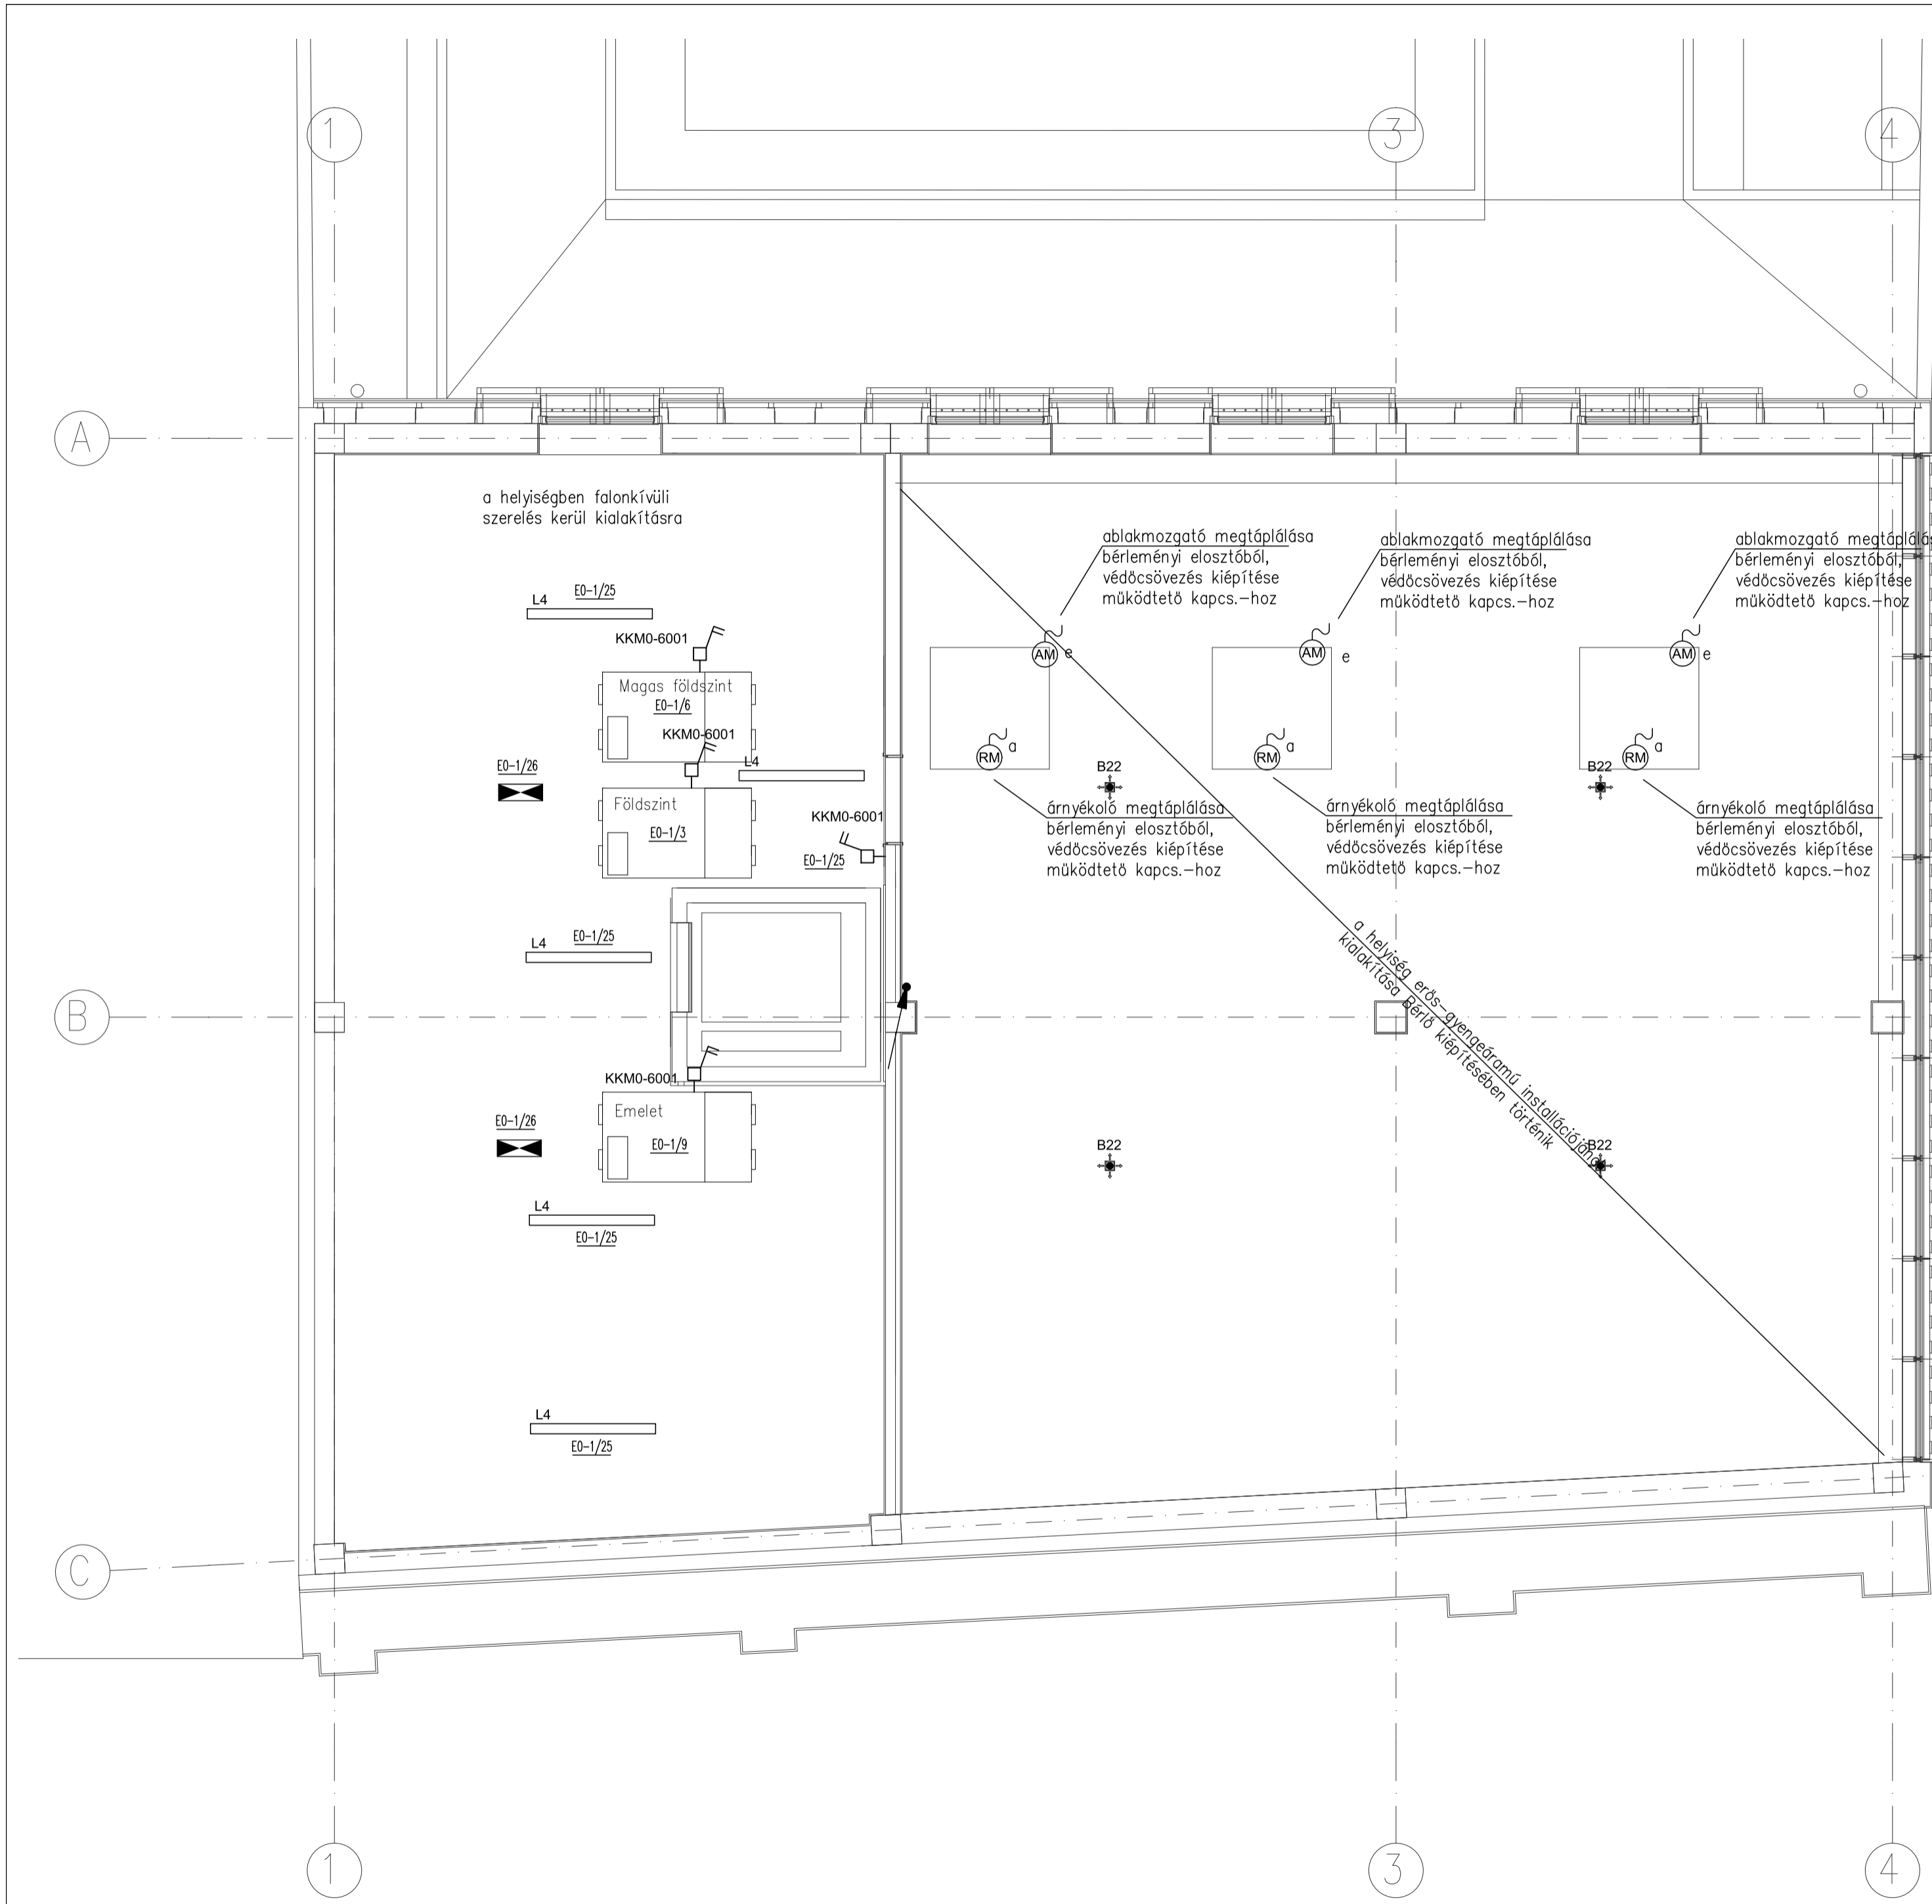 1
3
4
A
a helyiségben falonkívüli
szerelés kerül kialakításra
ablakmozgató megtáplálása
bérleményi elosztóból,
védőcsövezés kiépítése
működtető kapcs.-hoz
ablakmozgató megtáplálása
bérleményi elosztóból,
védőcsövezés kiépítése
működtető kapcs.-hoz
ablakmozgató megtáplálás
bérleményi elosztóból,
védőcsövezés kiépítése
működtető kapcs.-hoz
L4
E0-1/25
KKM0-6001
AM
e
AM
e
AM
e
Magas földszint
E0-1/6
KKM0-6001
RM
a
RM
a
RM
a
E0-1/26
L4
B22
B22
Földszint
E0-1/3
KKM0-6001
E0-1/25
árnyékoló megtáplálása
bérleményi elosztóból,
védőcsövezés kiépítése
működtető kapcs.-hoz
árnyékoló megtáplálása
bérleményi elosztóból,
védőcsövezés kiépítése
működtető kapcs.-hoz
árnyékoló megtáplálása
bérleményi elosztóból,
védőcsövezés kiépítése
működtető kapcs.-hoz
L4
E0-1/25
a helyiség erős-gyengeáramú installációjának
kialakítása Bérlő kiépítésében történik
B
KKM0-6001
Emelet
E0-1/9
E0-1/26
B22
B22
L4
E0-1/25
L4
E0-1/25
C
1
3
4